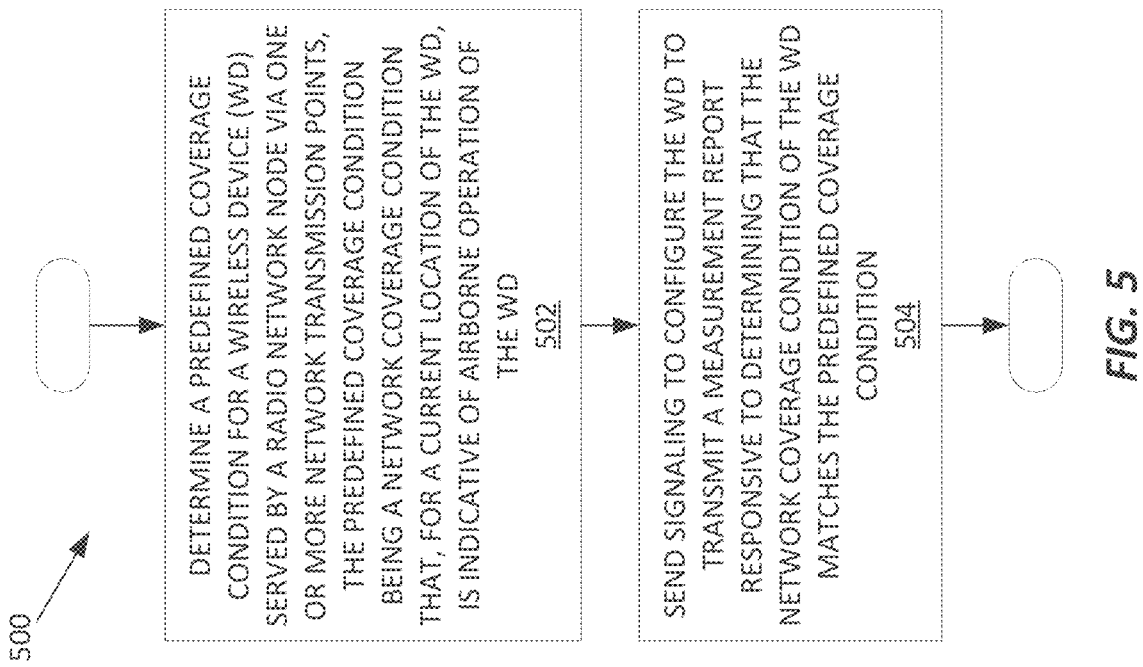 500
DETERMINE A PREDEFINED COVERAGE
CONDITION FOR A WIRELESS DEVICE (WD)
SERVED BY A RADIO NETWORK NODE VIA ONE
OR MORE NETWORK TRANSMISSION POINTS,
THE PREDEFINED COVERAGE CONDITION
BEING A NETWORK COVERAGE CONDITION
THAT, FOR A CURRENT LOCATION OF THE WD,
IS INDICATIVE OF AIRBORNE OPERATION OF
THE WD
502
SEND SIGNALING TO CONFIGURE THE WD TO
TRANSMIT A MEASUREMENT REPORT
RESPONSIVE TO DETERMINING THAT THE
NETWORK COVERAGE CONDITION OF THE WD
MATCHES THE PREDEFINED COVERAGE
CONDITION
504
FIG. 5